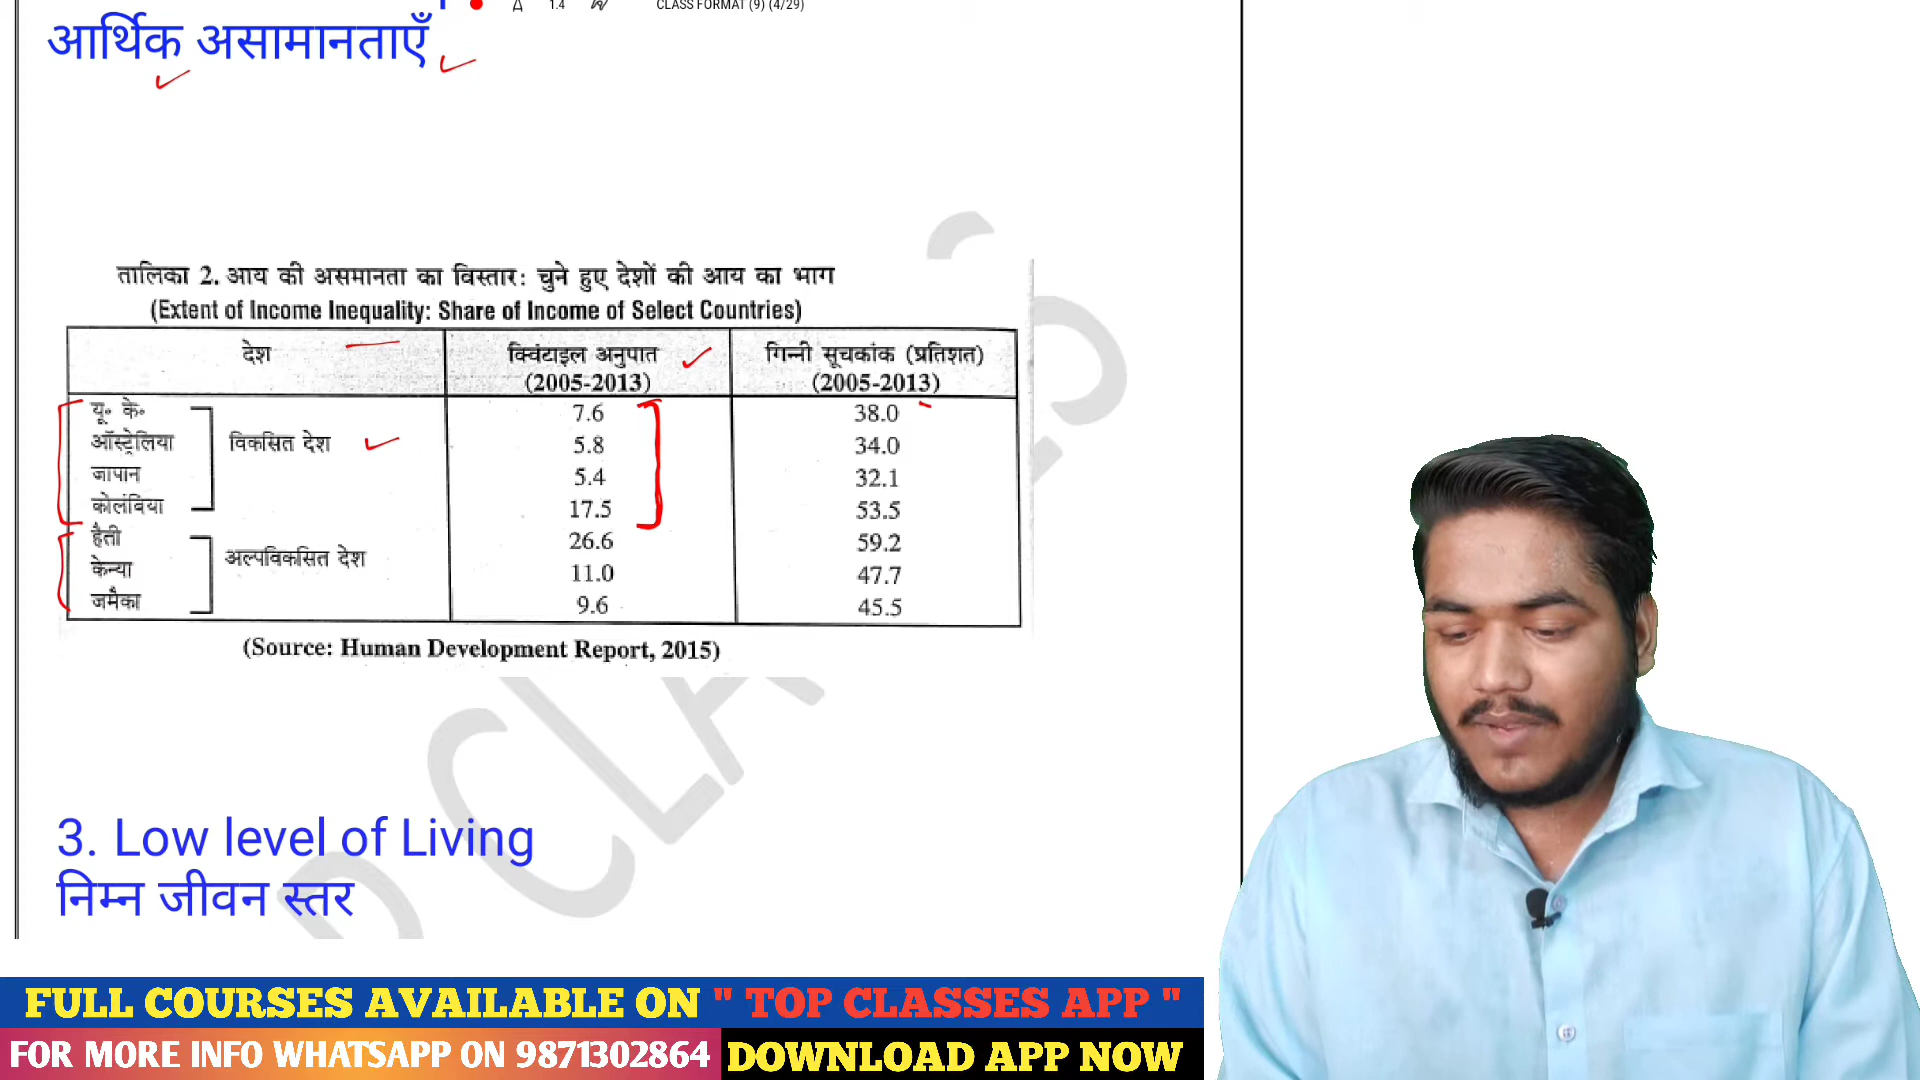 1.4 CLASS FORMAT (9) (4/29)
आर्थिक असामानताएँ
तालिका 2. आय की असमानता का विस्तार: चुने हुए देशों की आय का भाग
(Extent of Income Inequality: Share of Income of Select Countries)
देश क्विंटाइल अनुपात (2005-2013) गिन्नी सूचकांक (प्रतिशत) (2005-2013)
यू॰ के॰ 7.6 38.0
ऑस्ट्रेलिया विकसित देश 5.8 34.0
जापान 5.4 32.1
कोलंबिया 17.5 53.5
हैती 26.6 59.2
केन्या अल्पविकसित देश 11.0 47.7
जमैका 9.6 45.5
(Source: Human Development Report, 2015)
3. Low level of Living
निम्न जीवन स्तर
FULL COURSES AVAILABLE ON " TOP CLASSES APP "
FOR MORE INFO WHATSAPP ON 9871302864 DOWNLOAD APP NOW